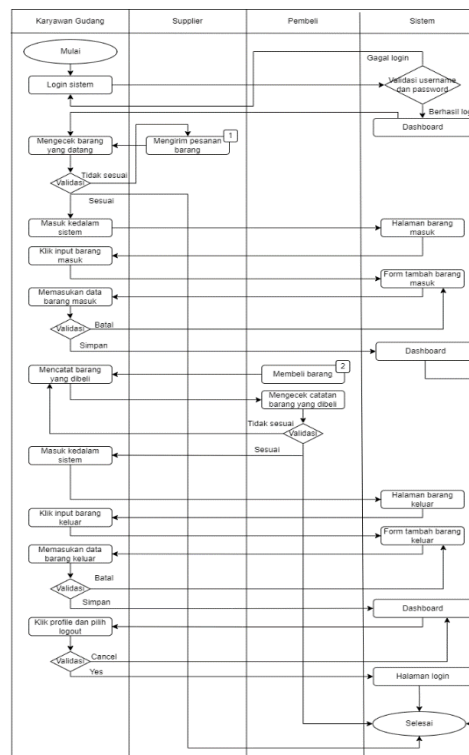 Karyawan Gudang
Supplier
Pembeli
Sistem
Mulai
Gagal login
Login sistem
Validasi username
dan password
Berhasil log
Dashboard
Mengecek barang
yang datang
Mengirim pesanan
barang
1
Tidak sesuai
Validasi
Sesuai
Masuk kedalam
sistem
Halaman barang
masuk
Klik input barang
masuk
Form tambah barang
masuk
Memasukan data
barang masuk
Validasi
Batal
Simpan
Dashboard
Mencatat barang
yang dibeli
Membeli barang
2
Mengecek catatan
barang yang dibeli
Tidak sesuai
Validasi
Sesuai
Masuk kedalam
sistem
Halaman barang
keluar
Klik input barang
keluar
Form tambah barang
keluar
Memasukan data
barang keluar
Validasi
Batal
Simpan
Dashboard
Klik profile dan pilih
logout
Validasi
Cancel
Yes
Halaman login
Selesai